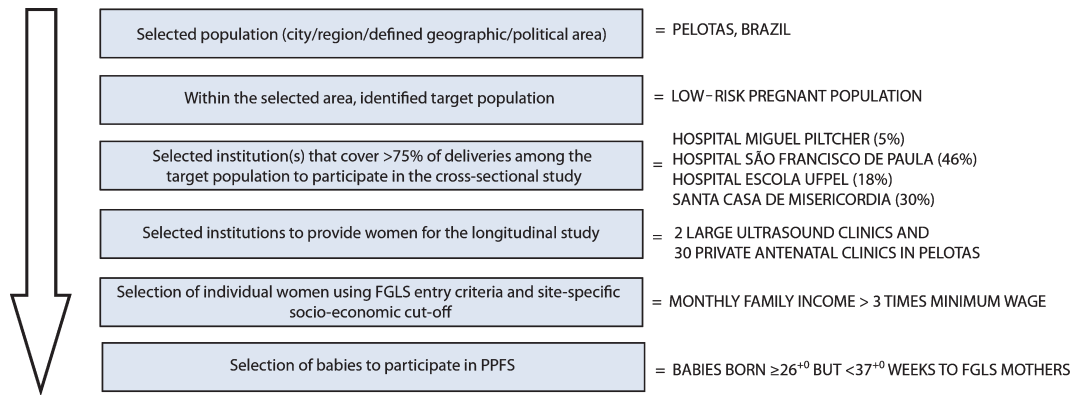 Selected population (city/region/defined geographic/political area)
= PELOTAS, BRAZIL
Within the selected area, identified target population
= LOW-RISK PREGNANT POPULATION
Selected institution(s) that cover >75% of deliveries among the
target population to participate in the cross-sectional study
=
HOSPITAL MIGUEL PILTCHER (5%)
HOSPITAL SÃO FRANCISCO DE PAULA (46%)
HOSPITAL ESCOLA UFPEL (18%)
SANTA CASA DE MISERICORDIA (30%)
Selected institutions to provide women for the longitudinal study
= 2 LARGE ULTRASOUND CLINICS AND
30 PRIVATE ANTENATAL CLINICS IN PELOTAS
Selection of individual women using FGLS entry criteria and site-specific
socio-economic cut-off
= MONTHLY FAMILY INCOME > 3 TIMES MINIMUM WAGE
Selection of babies to participate in PPFS
= BABIES BORN ≥26⁺⁰ BUT <37⁺⁰ WEEKS TO FGLS MOTHERS